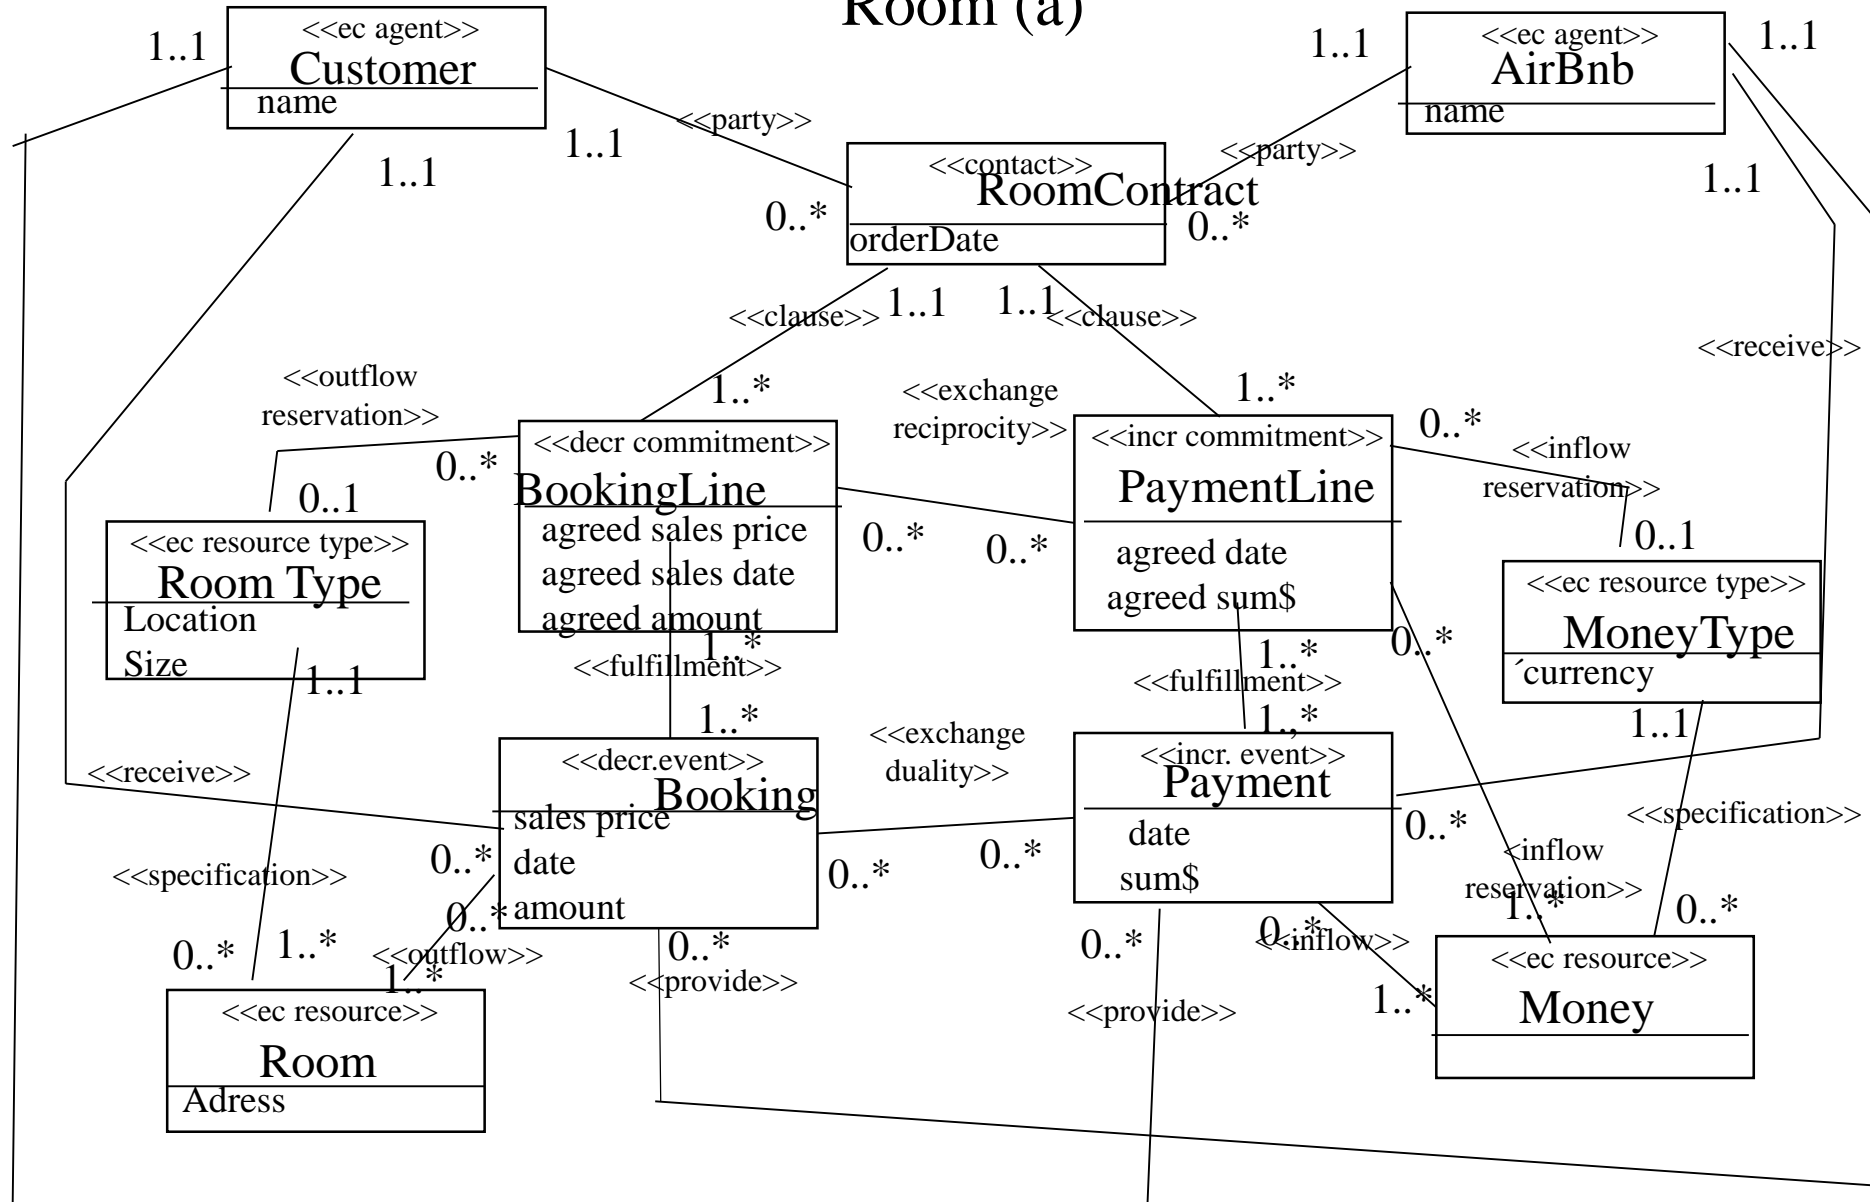 Room (a)
<<ec agent>>
Customer
name
1..1
1..1
1..1
<<party>>
<<ec agent>>
AirBnb
name
1..1
1..1
1..1
<<party>>
<<contact>>
RoomContract
orderDate
0..*
0..*
1..1
1..1
<<clause>>
<<clause>>
<<receive>>
<<outflow
reservation>>
0..*
0..1
1..*
<<exchange
reciprocity>>
1..*
0..*
<<inflow
reservation>>
0..1
<<decr commitment>>
BookingLine
agreed sales price
agreed sales date
agreed amount
0..*
0..*
<<incr commitment>>
PaymentLine
agreed date
agreed sum$
<<ec resource type>>
Room Type
Location
Size
1..1
<<ec resource type>>
MoneyType
´currency
1..1
1..*
<<fulfillment>>
1..*
1..*
<<fulfillment>>
1..*
0..*
<<receive>>
<<decr.event>>
Booking
sales price
date
amount
<<exchange
duality>>
0..*
0..*
<<incr. event>>
Payment
date
sum$
0..*
<<specification>>
<<specification>>
<inflow
reservation>>
1..*
0..*
0..*
0..*
0..*
1..*
<<outflow>>
1..*
0..*
<<provide>>
0..*
<<provide>>
0..*
<<inflow>>
1..*
<<ec resource>>
Room
Adress
<<ec resource>>
Money